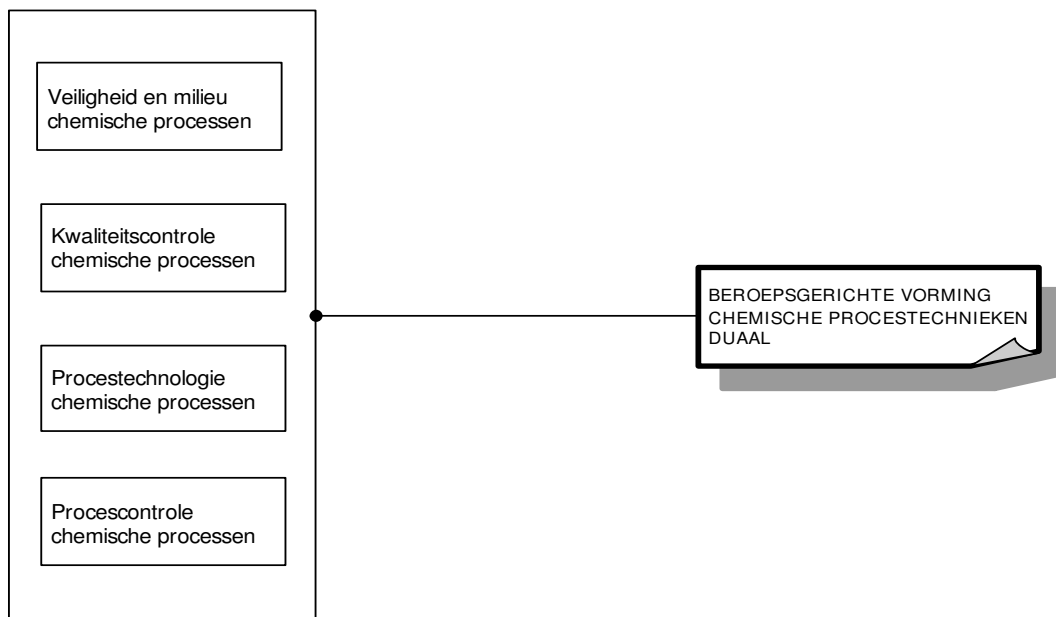 Veiligheid en milieu
chemische processen
Kwaliteitscontrole
chemische processen
Procestechnologie
chemische processen
Procescontrole
chemische processen
BEROEPSGERICHTE VORMING
CHEMISCHE PROCESTECHNIEKEN
DUAAL